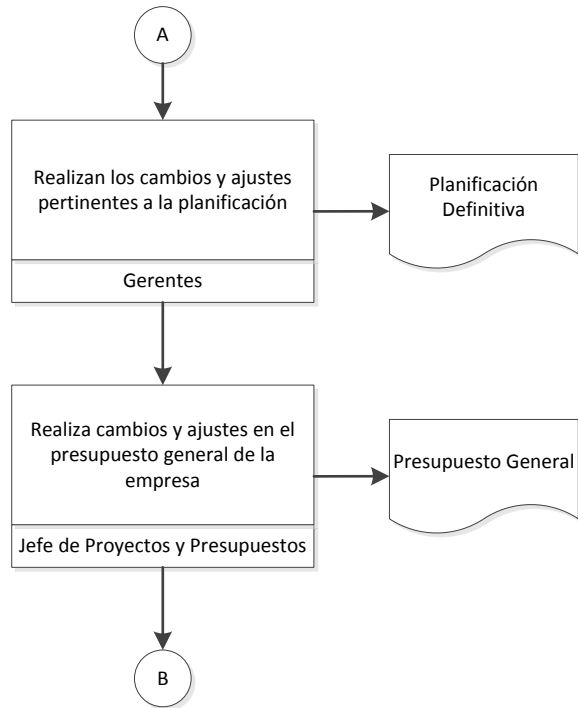 A
Realizan los cambios y ajustes
pertinentes a la planificación
Gerentes
Planificación
Definitiva
Realiza cambios y ajustes en el
presupuesto general de la
empresa
Jefe de Proyectos y Presupuestos
Presupuesto General
B